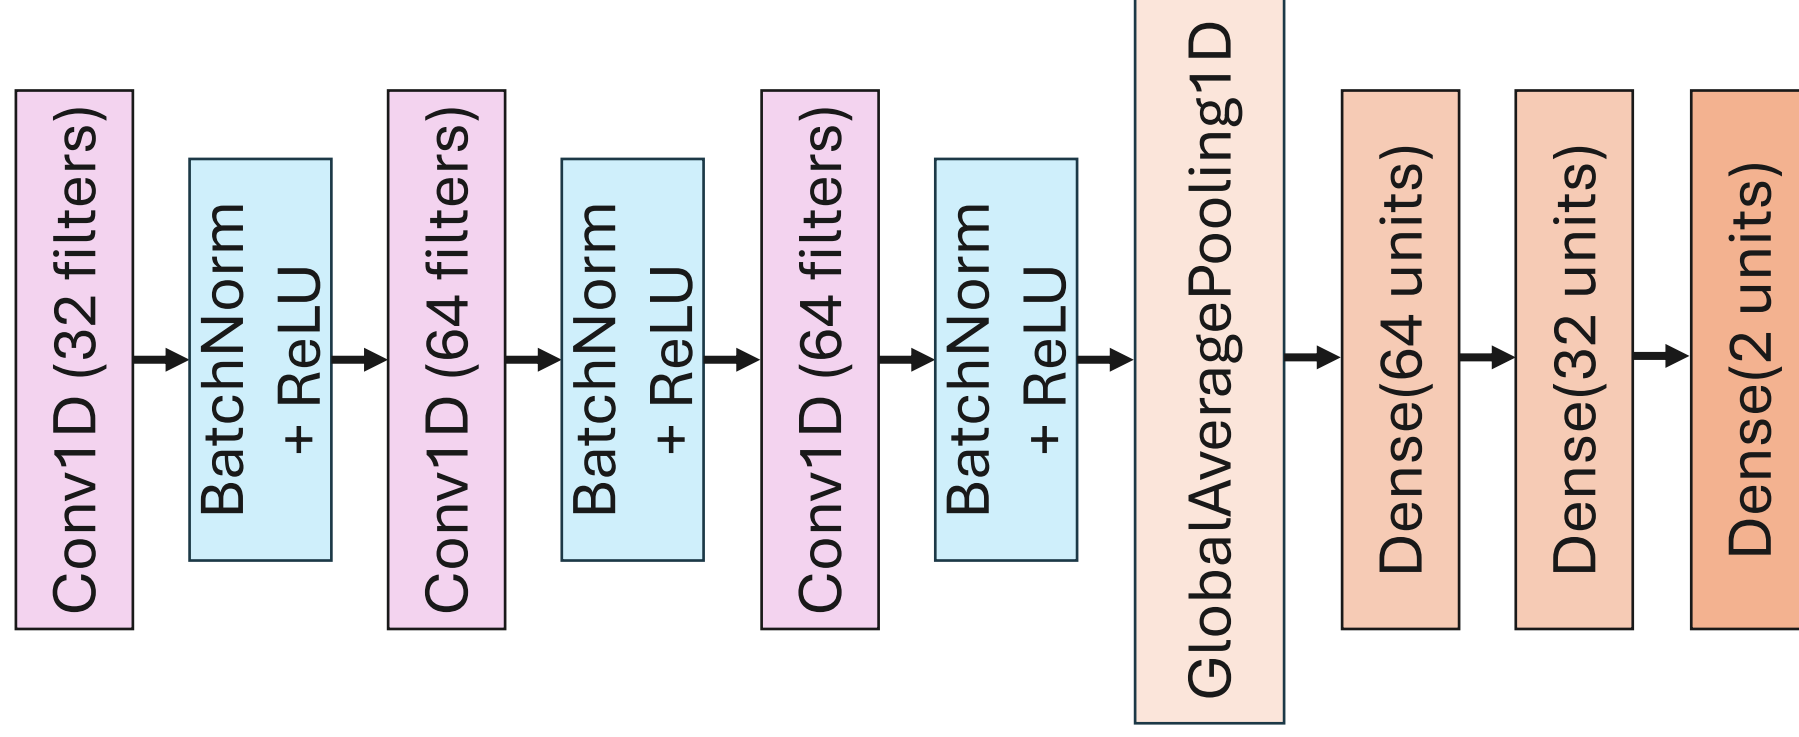 Conv1D (32 filters)
BatchNorm
+ ReLU
Conv1D (64 filters)
BatchNorm
+ ReLU
Conv1D (64 filters)
BatchNorm
+ ReLU
GlobalAveragePooling1D
Dense(64 units)
Dense(32 units)
Dense(2 units)